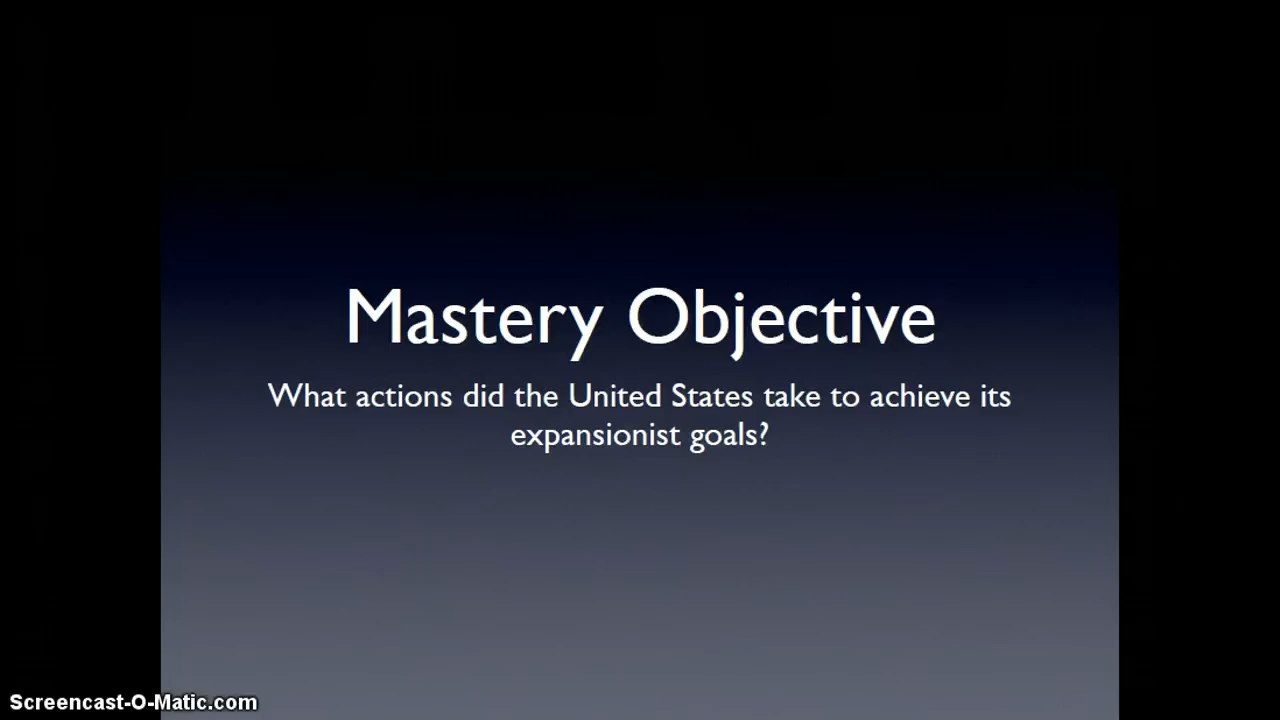 Mastery Objective
What actions did the United States take to achieve its
expansionist goals?
Screencast-O-Matic.com